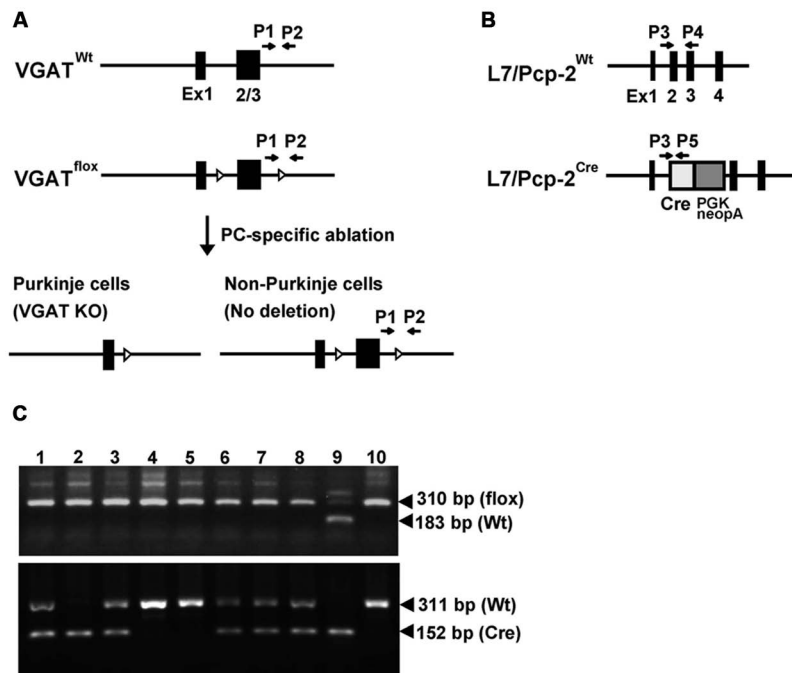 A
P1 P2
VGAT Wt
Ex1 2/3
P1 P2
VGAT flox
PC-specific ablation
Purkinje cells
(VGAT KO)
Non-Purkinje cells
(No deletion)
P1 P2
B
P3 P4
L7/Pcp-2 Wt
Ex1 2 3 4
P3 P5
L7/Pcp-2 Cre
Cre PGK
neopA
C
1 2 3 4 5 6 7 8 9 10
310 bp (flox)
183 bp (Wt)
311 bp (Wt)
152 bp (Cre)